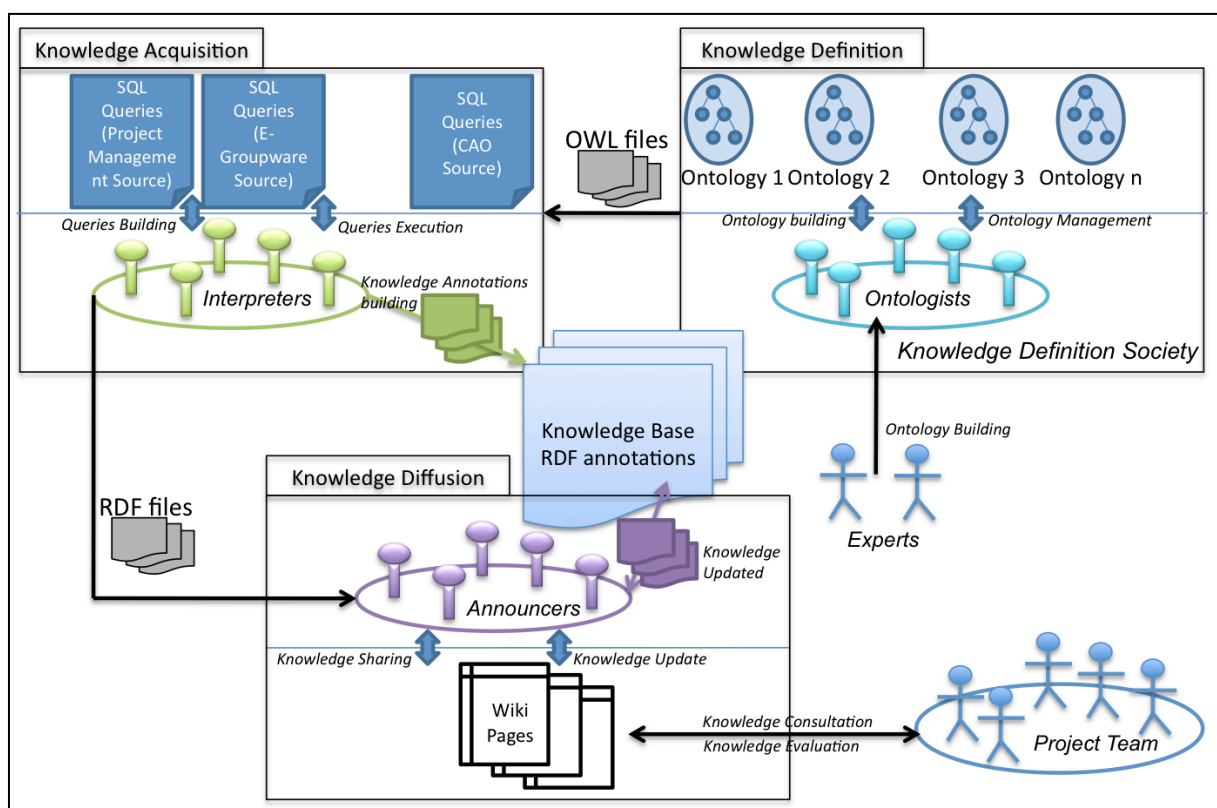 Knowledge Acquisition
SQL
Queries
(Project
Manageme
nt Source)
SQL
Queries
(E-
Groupware
Source)
SQL
Queries
(CAO
Source)
Queries Building
Queries Execution
Interpreters
Knowledge Annotations
building
OWL files
Knowledge Definition
Ontology 1
Ontology 2
Ontology 3
Ontology n
Ontology building
Ontology Management
Ontologists
Knowledge Definition Society
Ontology Building
Experts
Knowledge Base
RDF annotations
RDF files
Knowledge Diffusion
Knowledge
Updated
Announcers
Knowledge Sharing
Knowledge Update
Wiki
Pages
Knowledge Consultation
Knowledge Evaluation
Project Team